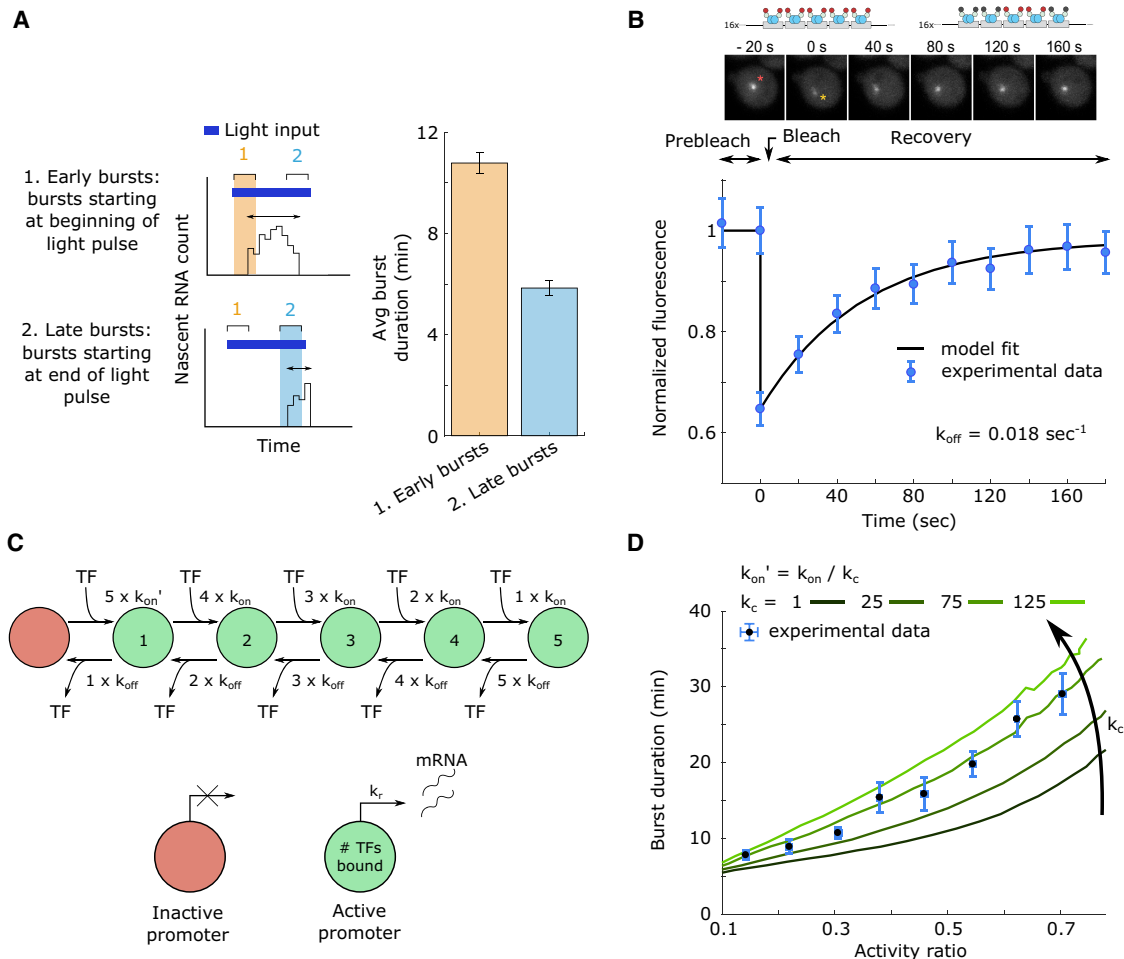 A
Light input
1
2
1. Early bursts:
bursts starting
at beginning of
light pulse
1
2
2. Late bursts:
bursts starting
at end of light
pulse
Nascent RNA count
Time
Avg burst
duration (min)
12
8
4
0
1. Early bursts
2. Late bursts
B
16x
16x
- 20 s
0 s
40 s
80 s
120 s
160 s
*
*
Prebleach
Bleach
Recovery
Normalized fluorescence
1
0.8
0.6
model fit
experimental data
k_off = 0.018 sec⁻¹
0
40
80
120
160
Time (sec)
C
TF
TF
TF
TF
TF
5 x k_on'
4 x k_on
3 x k_on
2 x k_on
1 x k_on
1
2
3
4
5
1 x k_off
2 x k_off
3 x k_off
4 x k_off
5 x k_off
TF
TF
TF
TF
TF
mRNA
k_r
# TFs
bound
Inactive
promoter
Active
promoter
D
k_on' = k_on / k_c
k_c = 1 25 75 125
experimental data
k_c
Burst duration (min)
40
30
20
10
0
0.1
0.3
0.5
0.7
Activity ratio